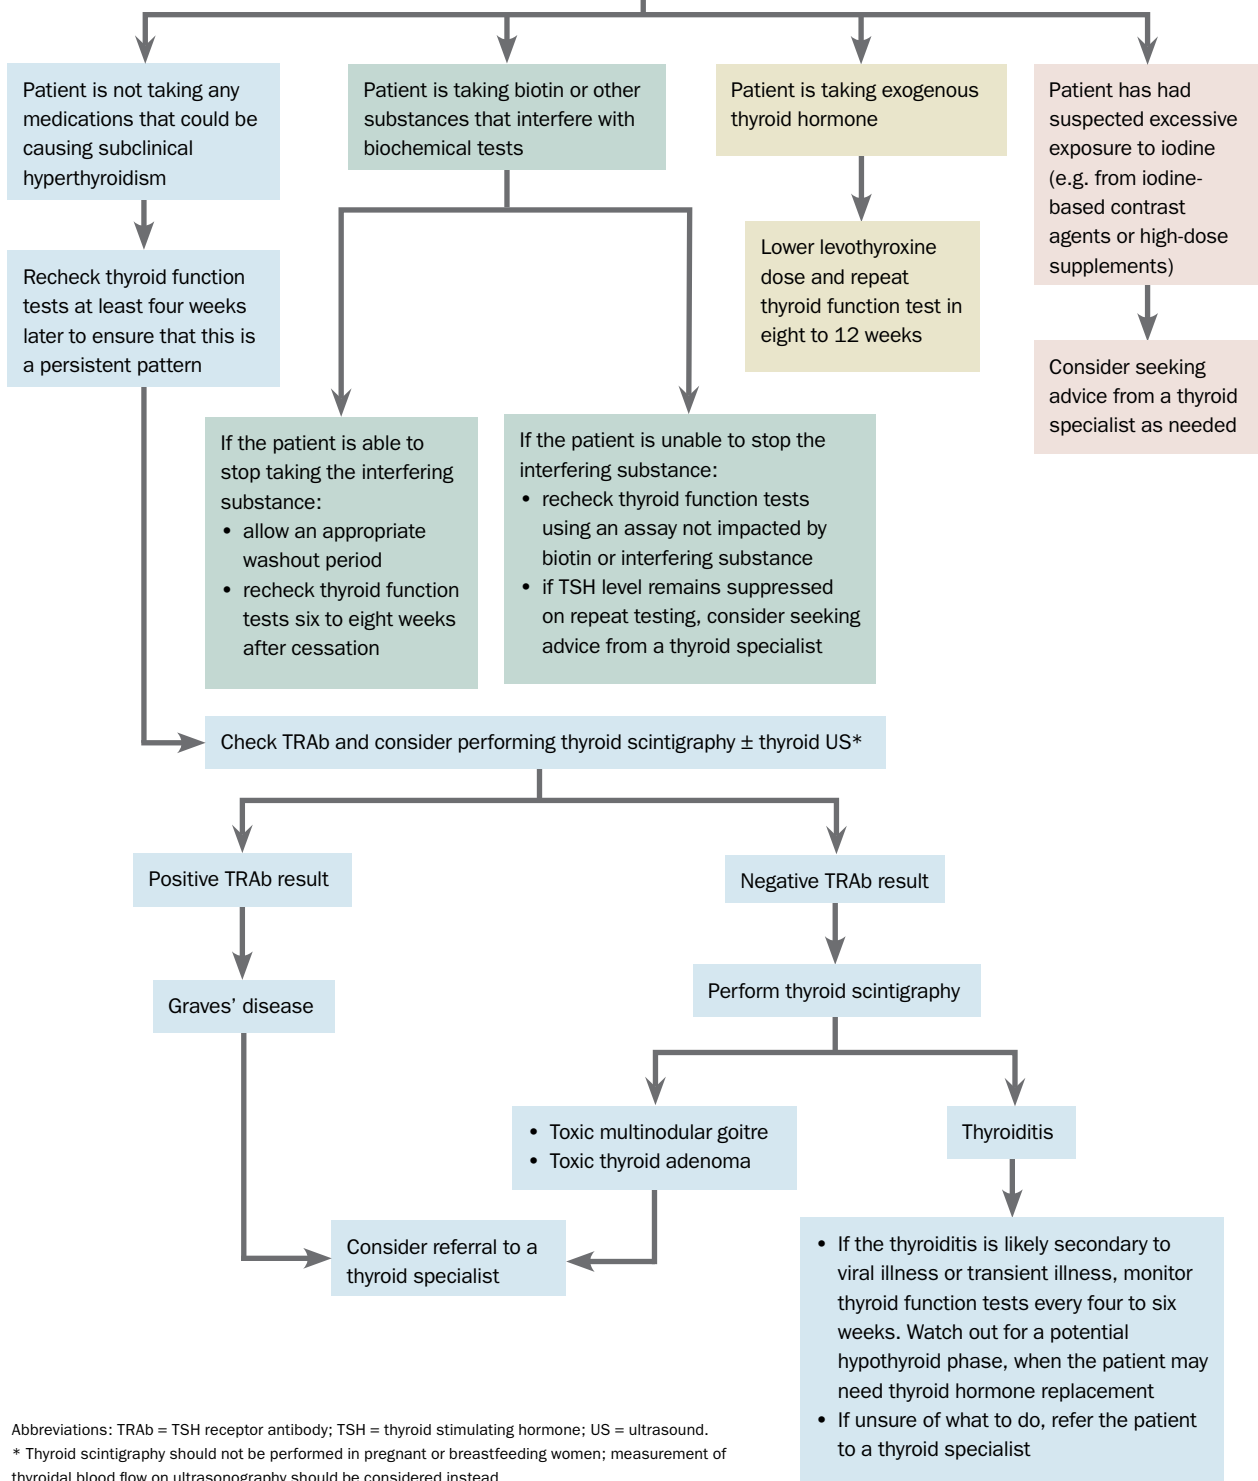 Patient is not taking any
medications that could be
causing subclinical
hyperthyroidism
Patient is taking biotin or other
substances that interfere with
biochemical tests
Patient is taking exogenous
thyroid hormone
Patient has had
suspected excessive
exposure to iodine
(e.g. from iodine-
based contrast
agents or high-dose
supplements)
Recheck thyroid function
tests at least four weeks
later to ensure that this is
a persistent pattern
Lower levothyroxine
dose and repeat
thyroid function test in
eight to 12 weeks
Consider seeking
advice from a thyroid
specialist as needed
If the patient is able to
stop taking the interfering
substance:
• allow an appropriate
washout period
• recheck thyroid function
tests six to eight weeks
after cessation
If the patient is unable to stop the
interfering substance:
• recheck thyroid function tests
using an assay not impacted by
biotin or interfering substance
• if TSH level remains suppressed
on repeat testing, consider seeking
advice from a thyroid specialist
Check TRAb and consider performing thyroid scintigraphy ± thyroid US*
Positive TRAb result
Negative TRAb result
Graves’ disease
Perform thyroid scintigraphy
• Toxic multinodular goitre
• Toxic thyroid adenoma
Thyroiditis
Consider referral to a
thyroid specialist
• If the thyroiditis is likely secondary to
viral illness or transient illness, monitor
thyroid function tests every four to six
weeks. Watch out for a potential
hypothyroid phase, when the patient may
need thyroid hormone replacement
• If unsure of what to do, refer the patient
to a thyroid specialist
Abbreviations: TRAb = TSH receptor antibody; TSH = thyroid stimulating hormone; US = ultrasound.
* Thyroid scintigraphy should not be performed in pregnant or breastfeeding women; measurement of
thyroidal blood flow on ultrasonography should be considered instead